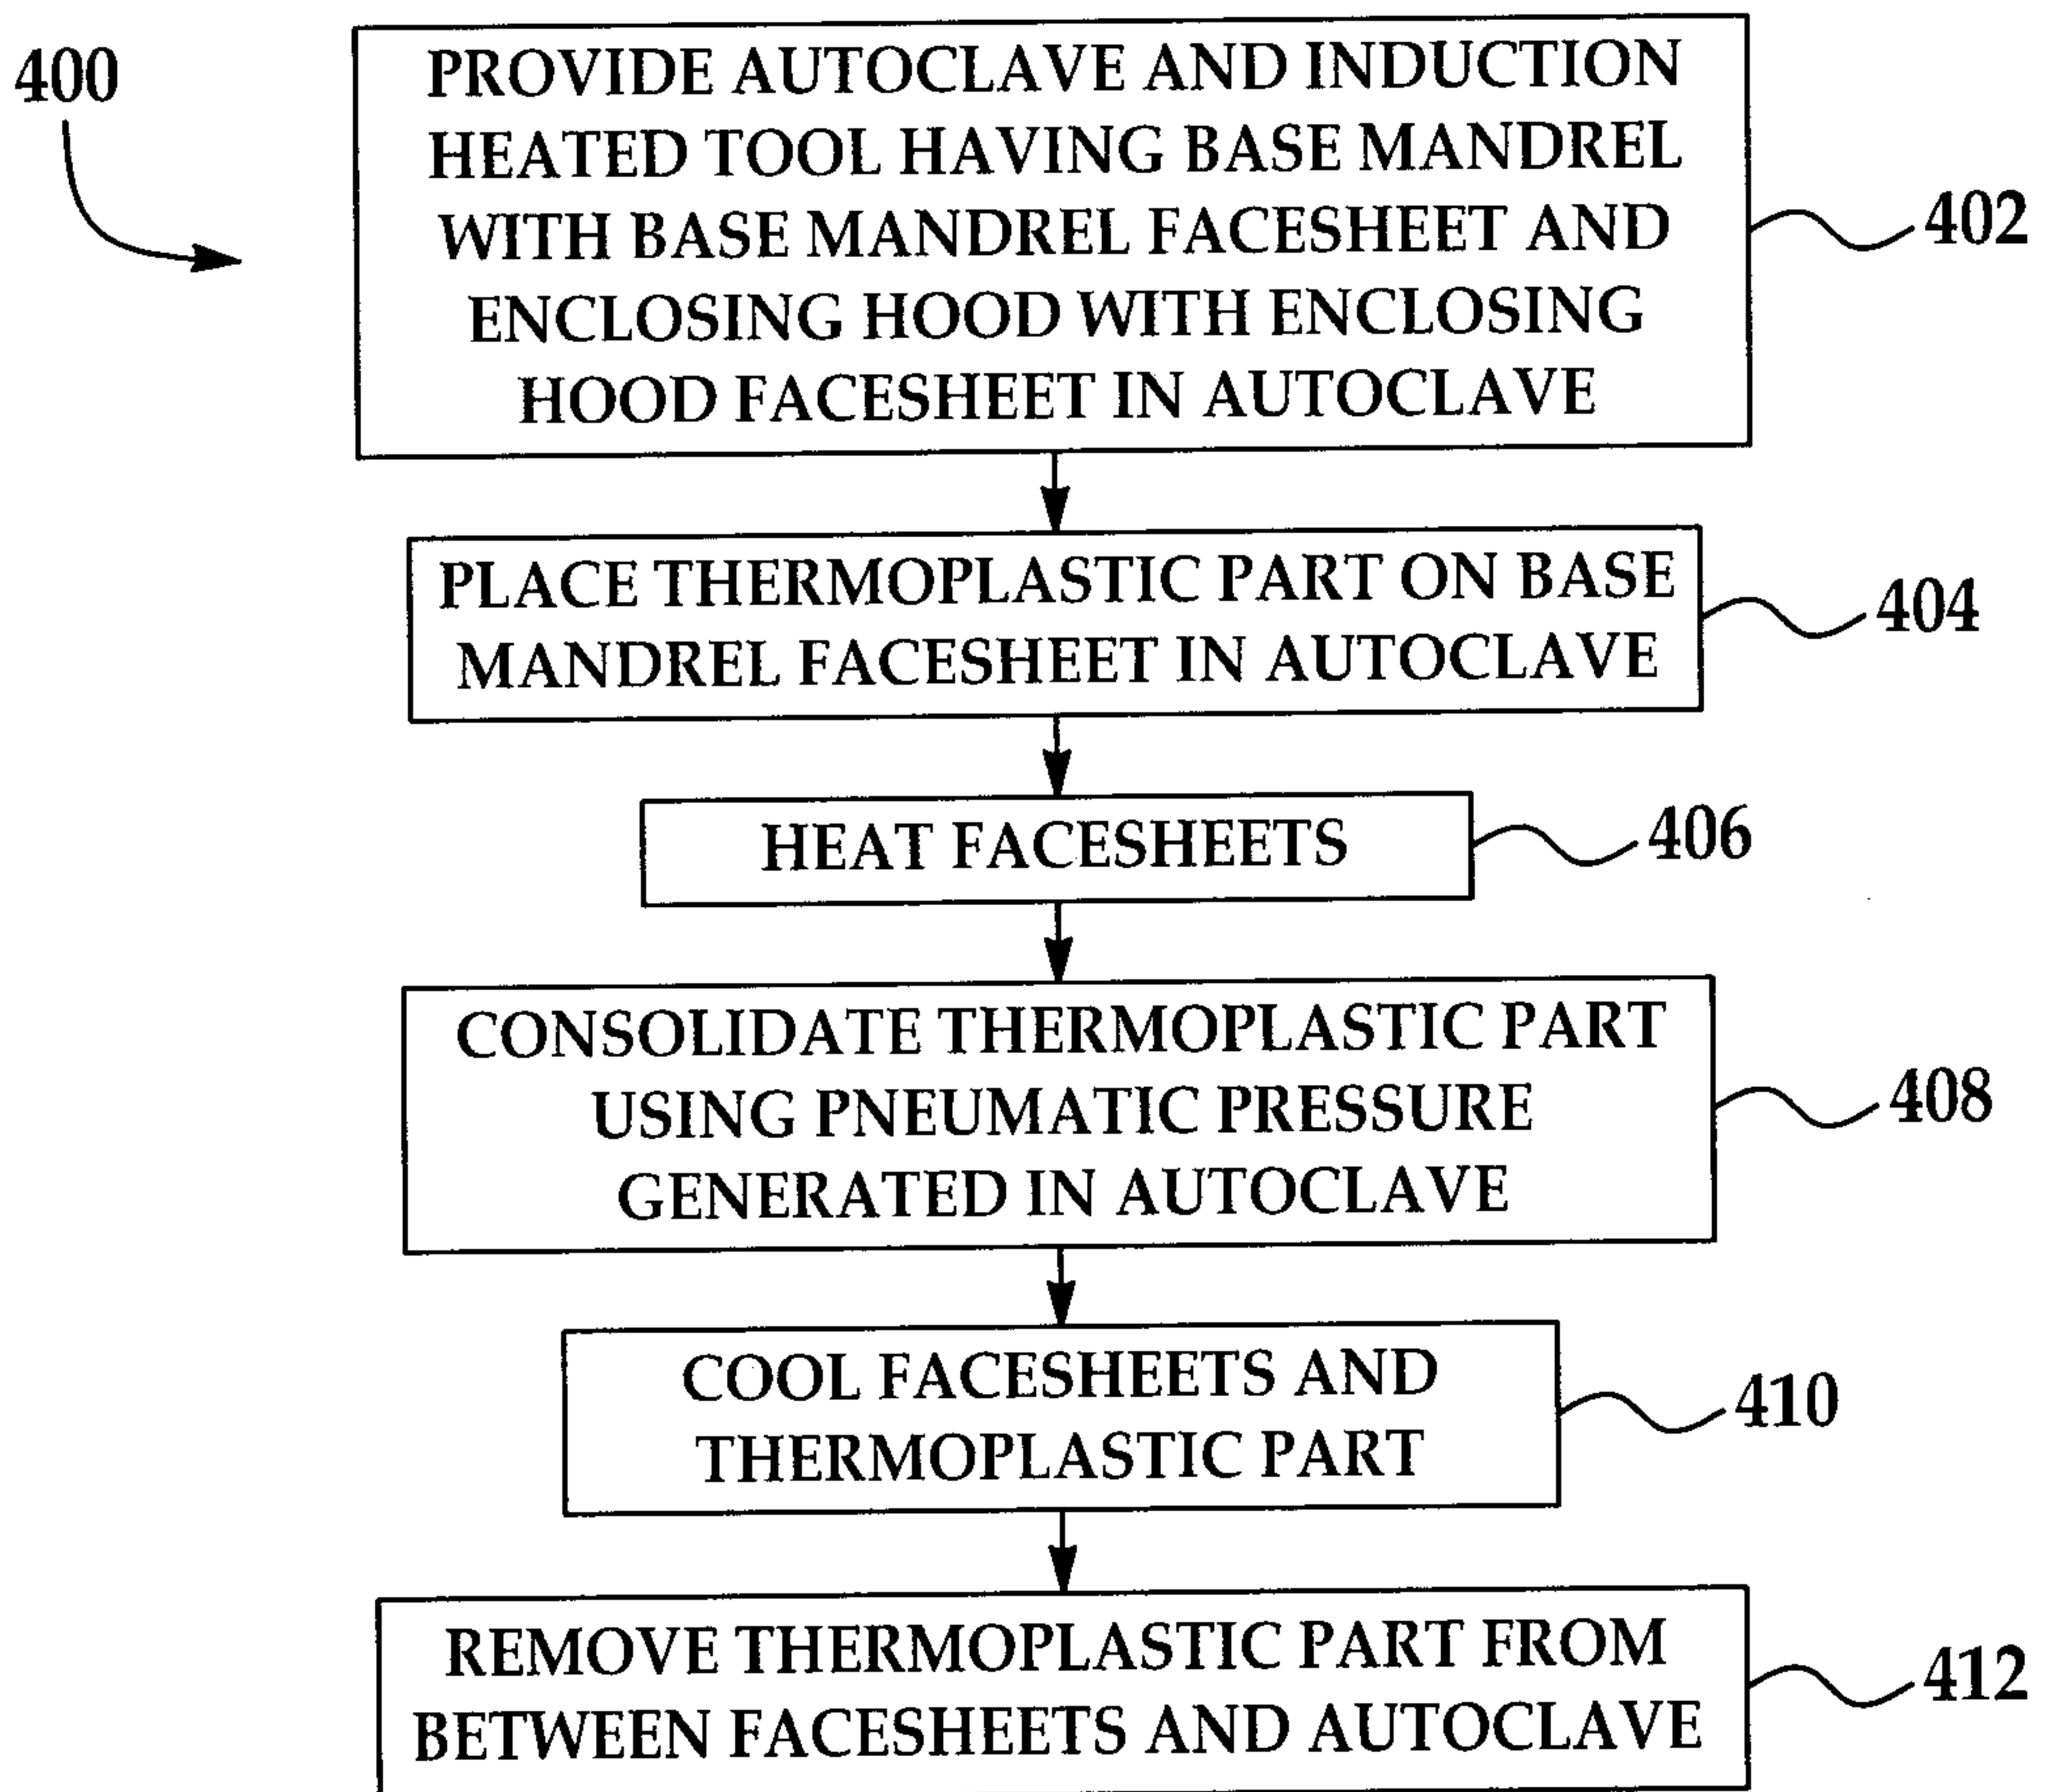 400
PROVIDE AUTOCLAVE AND INDUCTION
HEATED TOOL HAVING BASE MANDREL
WITH BASE MANDREL FACESHEET AND
ENCLOSING HOOD WITH ENCLOSING
HOOD FACESHEET IN AUTOCLAVE
402
PLACE THERMOPLASTIC PART ON BASE
MANDREL FACESHEET IN AUTOCLAVE
404
HEAT FACESHEETS
406
CONSOLIDATE THERMOPLASTIC PART
USING PNEUMATIC PRESSURE
GENERATED IN AUTOCLAVE
408
COOL FACESHEETS AND
THERMOPLASTIC PART
410
REMOVE THERMOPLASTIC PART FROM
BETWEEN FACESHEETS AND AUTOCLAVE
412